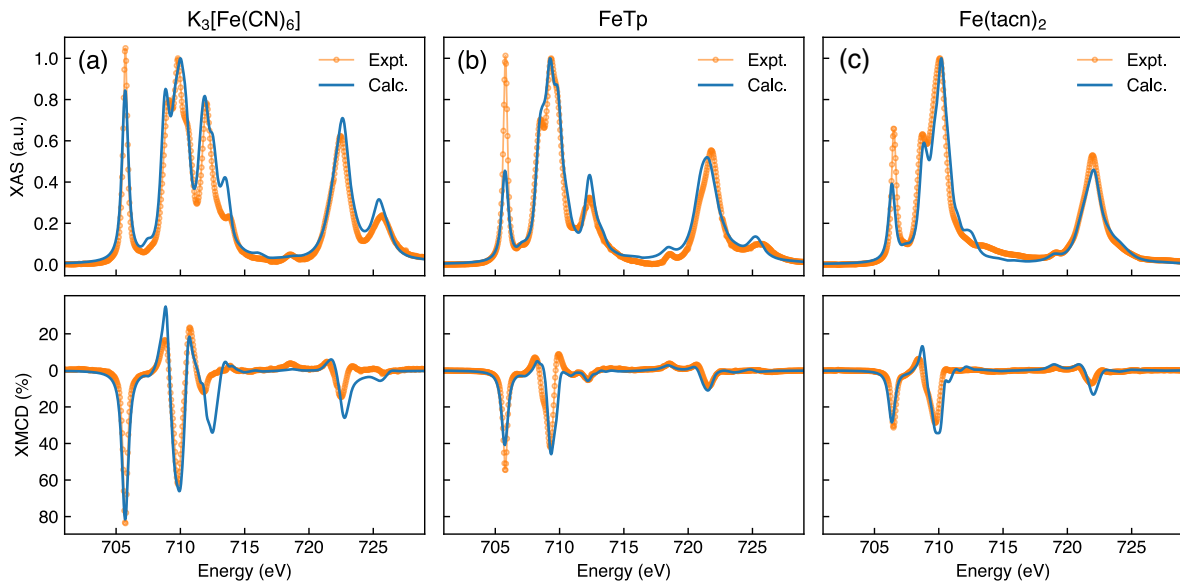 K₃[Fe(CN)₆] FeTp Fe(tacn)₂
(a) Expt. Calc. (b) Expt. Calc. (c) Expt. Calc.
XAS (a.u.)
1.0
0.8
0.6
0.4
0.2
0.0
XMCD (%)
20
0
20
40
60
80
705 710 715 720 725 705 710 715 720 725 705 710 715 720 725
Energy (eV) Energy (eV) Energy (eV)